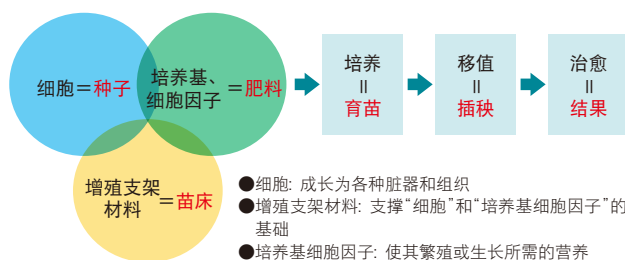 细胞＝种子
培养基、
细胞因子＝肥料
增殖支架
材料＝苗床
培养
＝
育苗
移值
＝
插秧
治愈
＝
结果
●细胞: 成长为各种脏器和组织
●增殖支架材料: 支撑“细胞”和“培养基细胞因子”的
基础
●培养基细胞因子: 使其繁殖或生长所需的营养